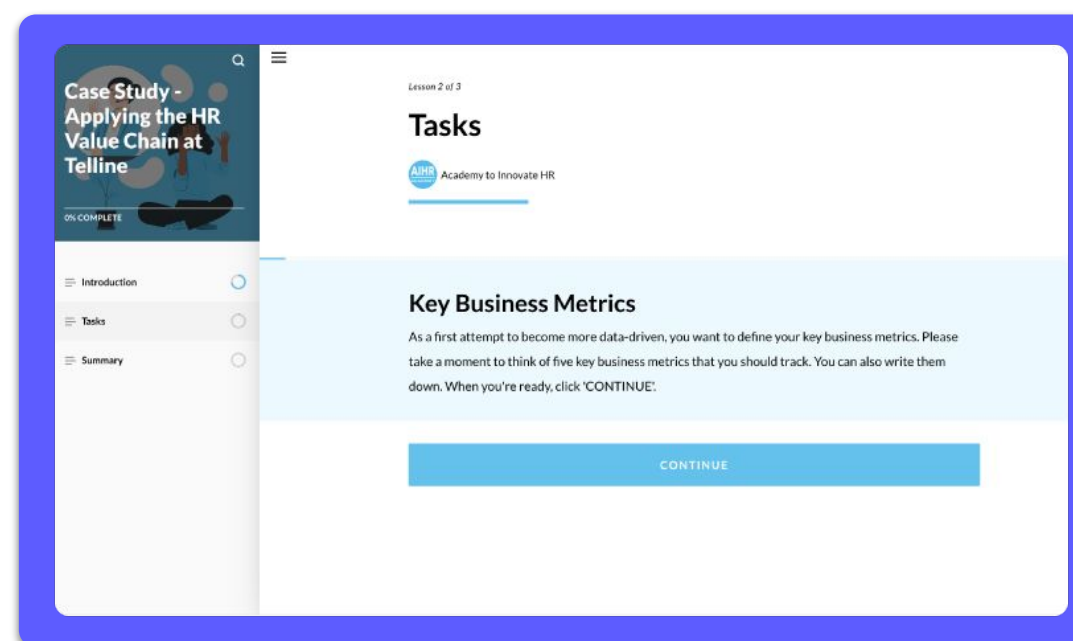 Case Study -
Applying the HR
Value Chain at
Telline
0% COMPLETE
Introduction
Tasks
Summary
Lesson 2 of 3
Tasks
AIHR
Academy to Innovate HR
Key Business Metrics
As a first attempt to become more data-driven, you want to define your key business metrics. Please
take a moment to think of five key business metrics that you should track. You can also write them
down. When you're ready, click 'CONTINUE'.
CONTINUE